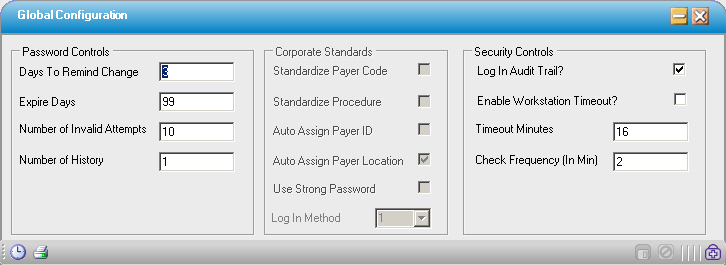 Global Configuration
Password Controls
Days To Remind Change 3
Expire Days 99
Number of Invalid Attempts 10
Number of History 1
Corporate Standards
Standardize Payer Code
Standardize Procedure
Auto Assign Payer ID
Auto Assign Payer Location
Use Strong Password
Log In Method 1
Security Controls
Log In Audit Trail?
Enable Workstation Timeout?
Timeout Minutes 16
Check Frequency (In Min) 2